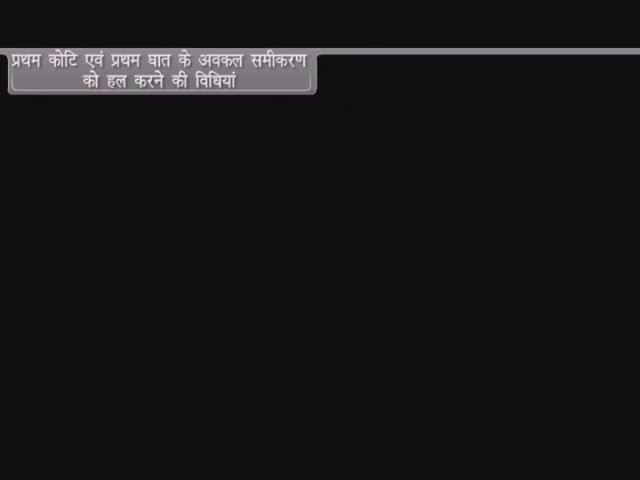 प्रथम कोटि एवं प्रथम घात के अवकल समीकरण
को हल करने की विधियां